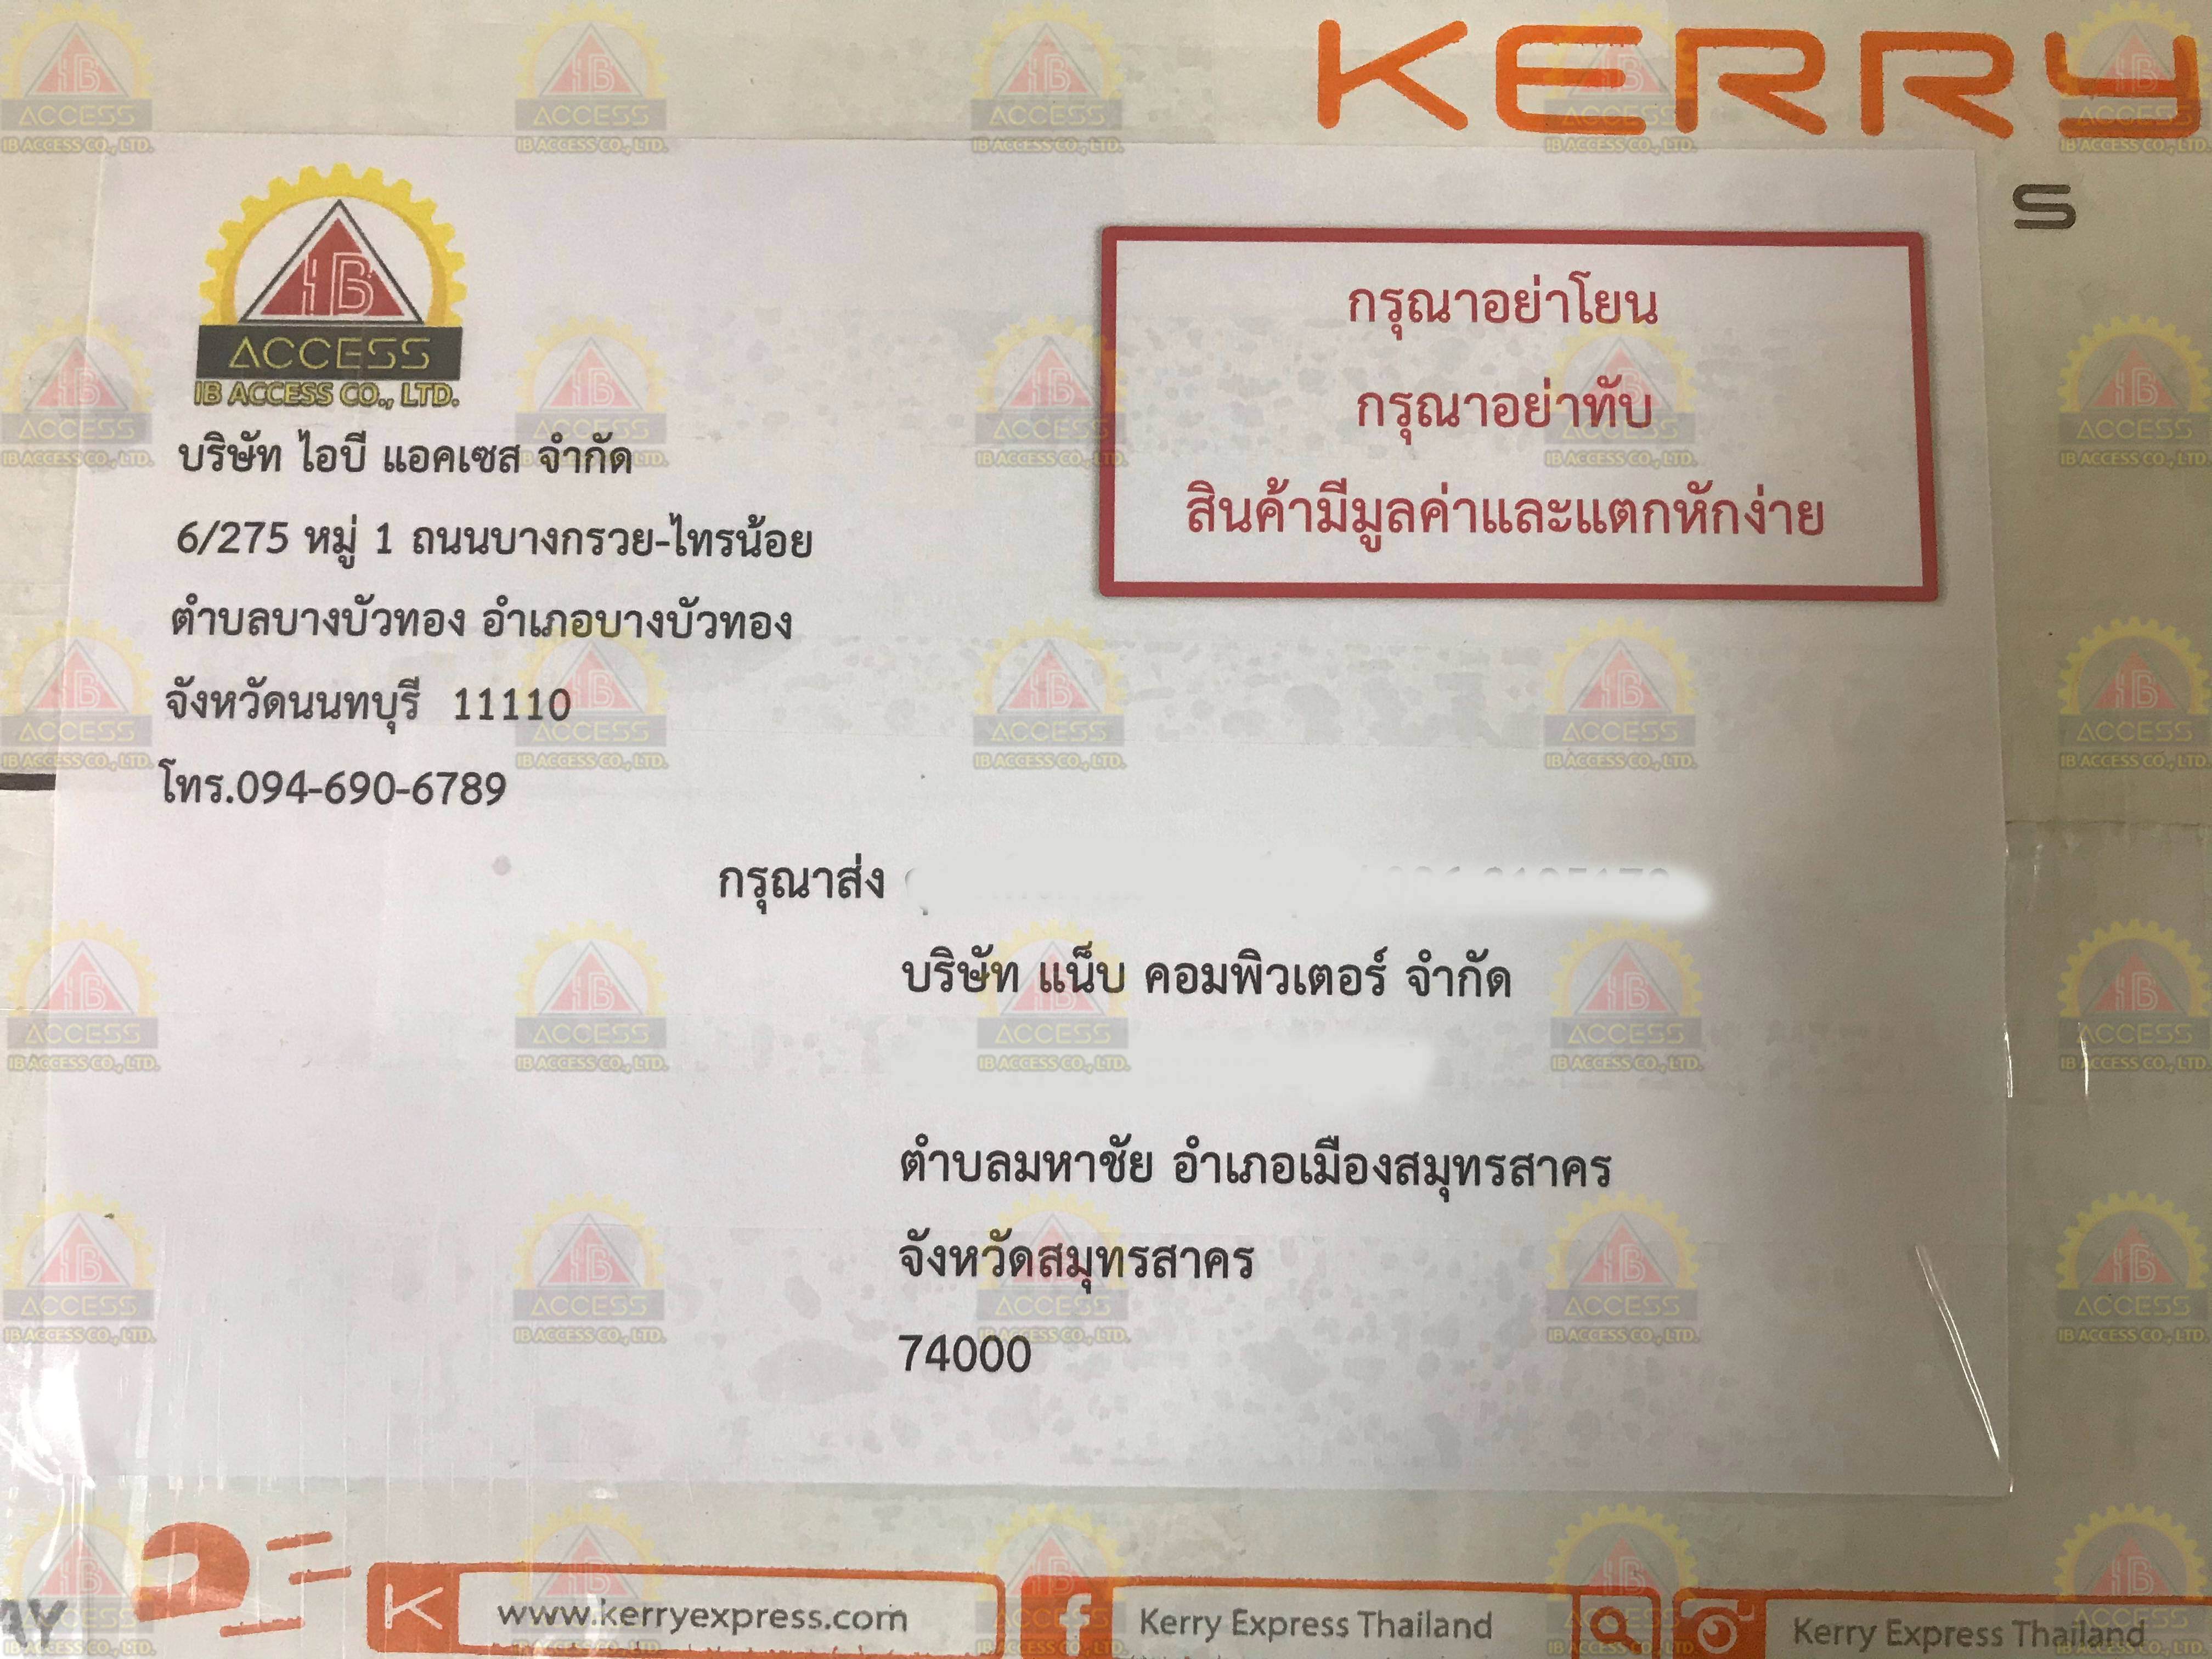 KERRY
S
IB
ACCESS
IB ACCESS CO., LTD.
บริษัท ไอบี แอคเซส จำกัด
6/275 หมู่ 1 ถนนบางกรวย-ไทรน้อย
ตำบลบางบัวทอง อำเภอบางบัวทอง
จังหวัดนนทบุรี 11110
โทร.094-690-6789
กรุณาอย่าโยน
กรุณาอย่าทับ
สินค้ามีมูลค่าและแตกหักง่าย
กรุณาส่ง
บริษัท แน็บ คอมพิวเตอร์ จำกัด
ตำบลมหาชัย อำเภอเมืองสมุทรสาคร
จังหวัดสมุทรสาคร
74000
AY
K www.kerryexpress.com
f Kerry Express Thailand
Kerry Express Thailand